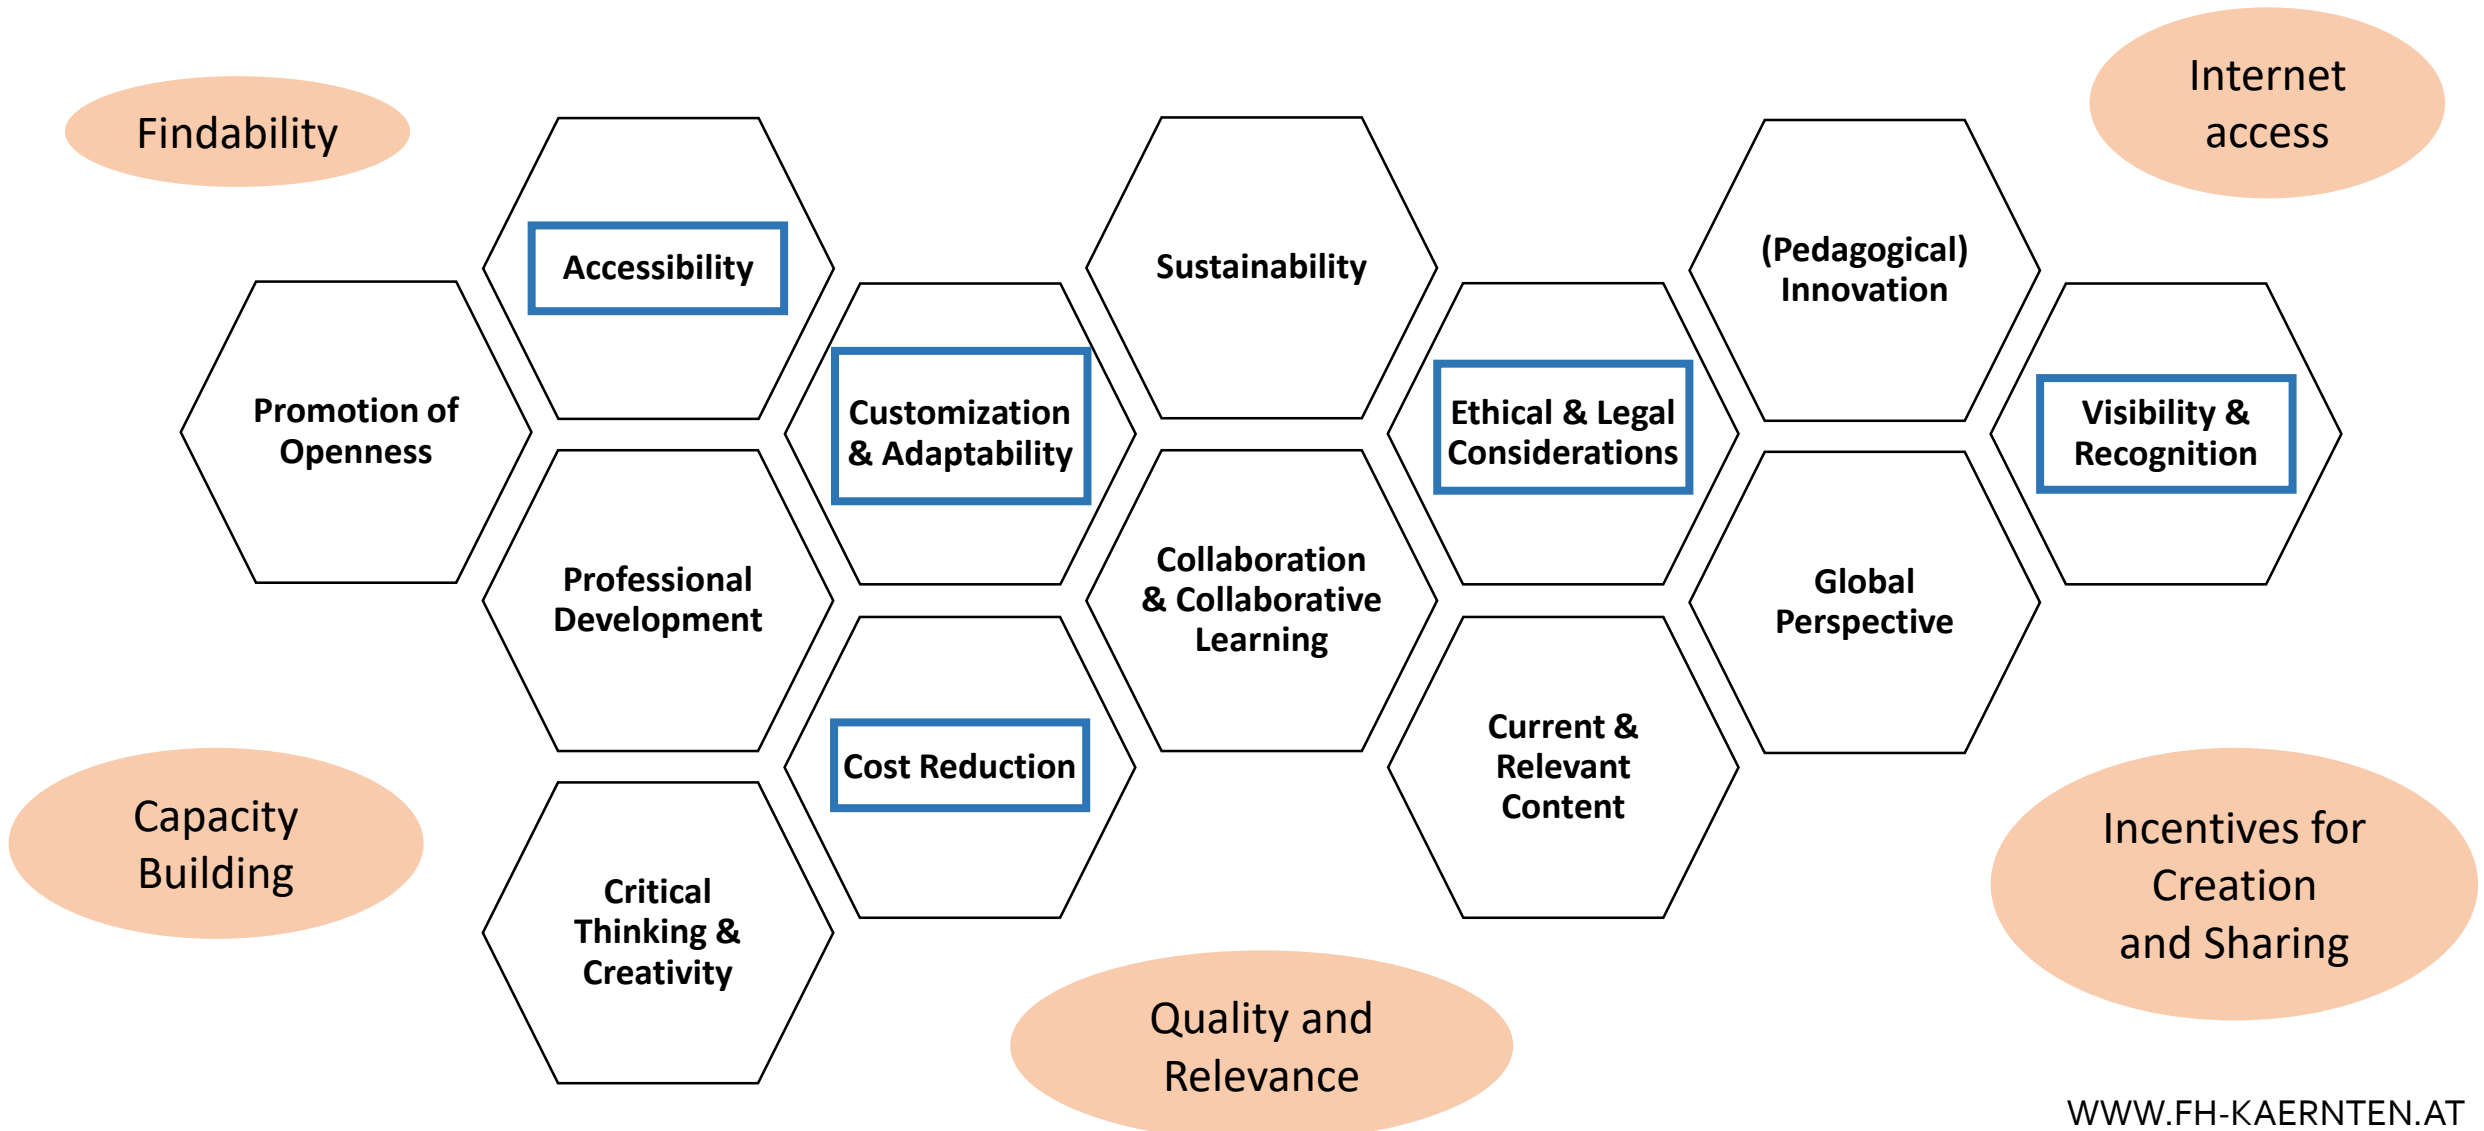 Findability
Internet
access
Accessibility
Sustainability
(Pedagogical)
Innovation
Promotion of
Openness
Customization
& Adaptability
Ethical & Legal
Considerations
Visibility &
Recognition
Professional
Development
Collaboration
& Collaborative
Learning
Global
Perspective
Cost Reduction
Current &
Relevant
Content
Capacity
Building
Critical
Thinking &
Creativity
Incentives for
Creation
and Sharing
Quality and
Relevance
WWW.FH-KAERNTEN.AT